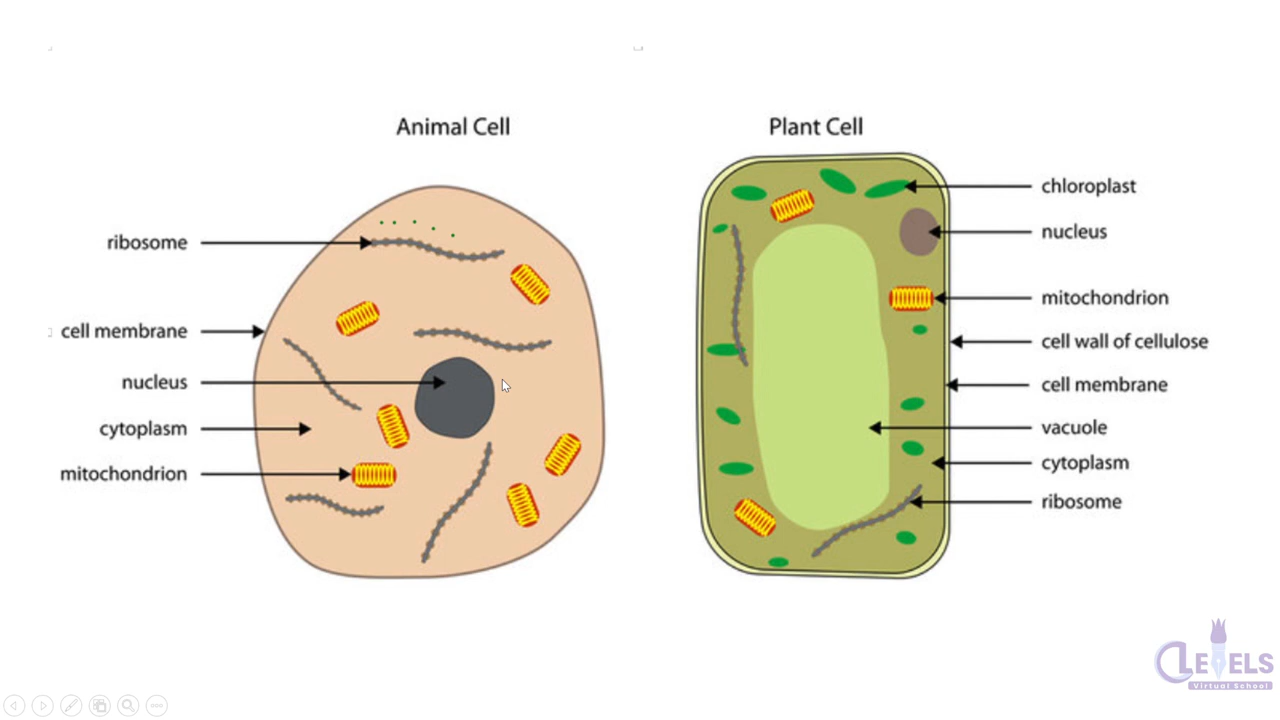 Animal Cell
ribosome
cell membrane
nucleus
cytoplasm
mitochondrion
Plant Cell
chloroplast
nucleus
mitochondrion
cell wall of cellulose
cell membrane
vacuole
cytoplasm
ribosome
LEVELS
Virtual School